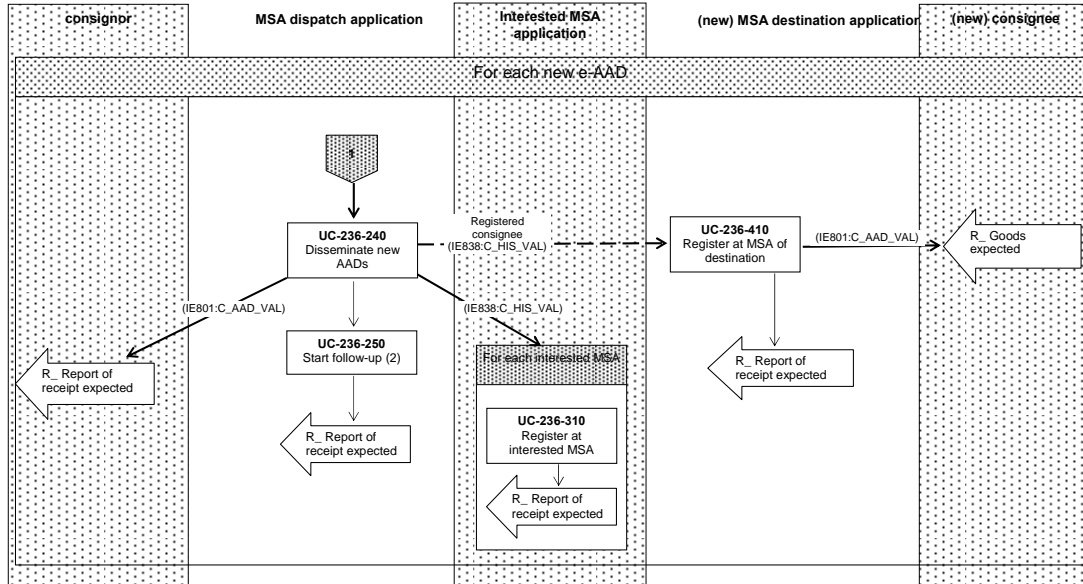 consignor
MSA dispatch application
Interested MSA
application
(new) MSA destination application
(new) consignee
For each new e-AAD
1
UC-236-240
Disseminate new
AADs
Registered
consignee
(IE838:C_HIS_VAL)
UC-236-410
Register at MSA of
destination
(IE801:C_AAD_VAL)
R_ Goods
expected
(IE801:C_AAD_VAL)
(IE838:C_HIS_VAL)
UC-236-250
Start follow-up (2)
For each interested MSA
R_ Report of
receipt expected
R_ Report of
receipt expected
R_ Report of
receipt expected
UC-236-310
Register at
interested MSA
R_ Report of
receipt expected